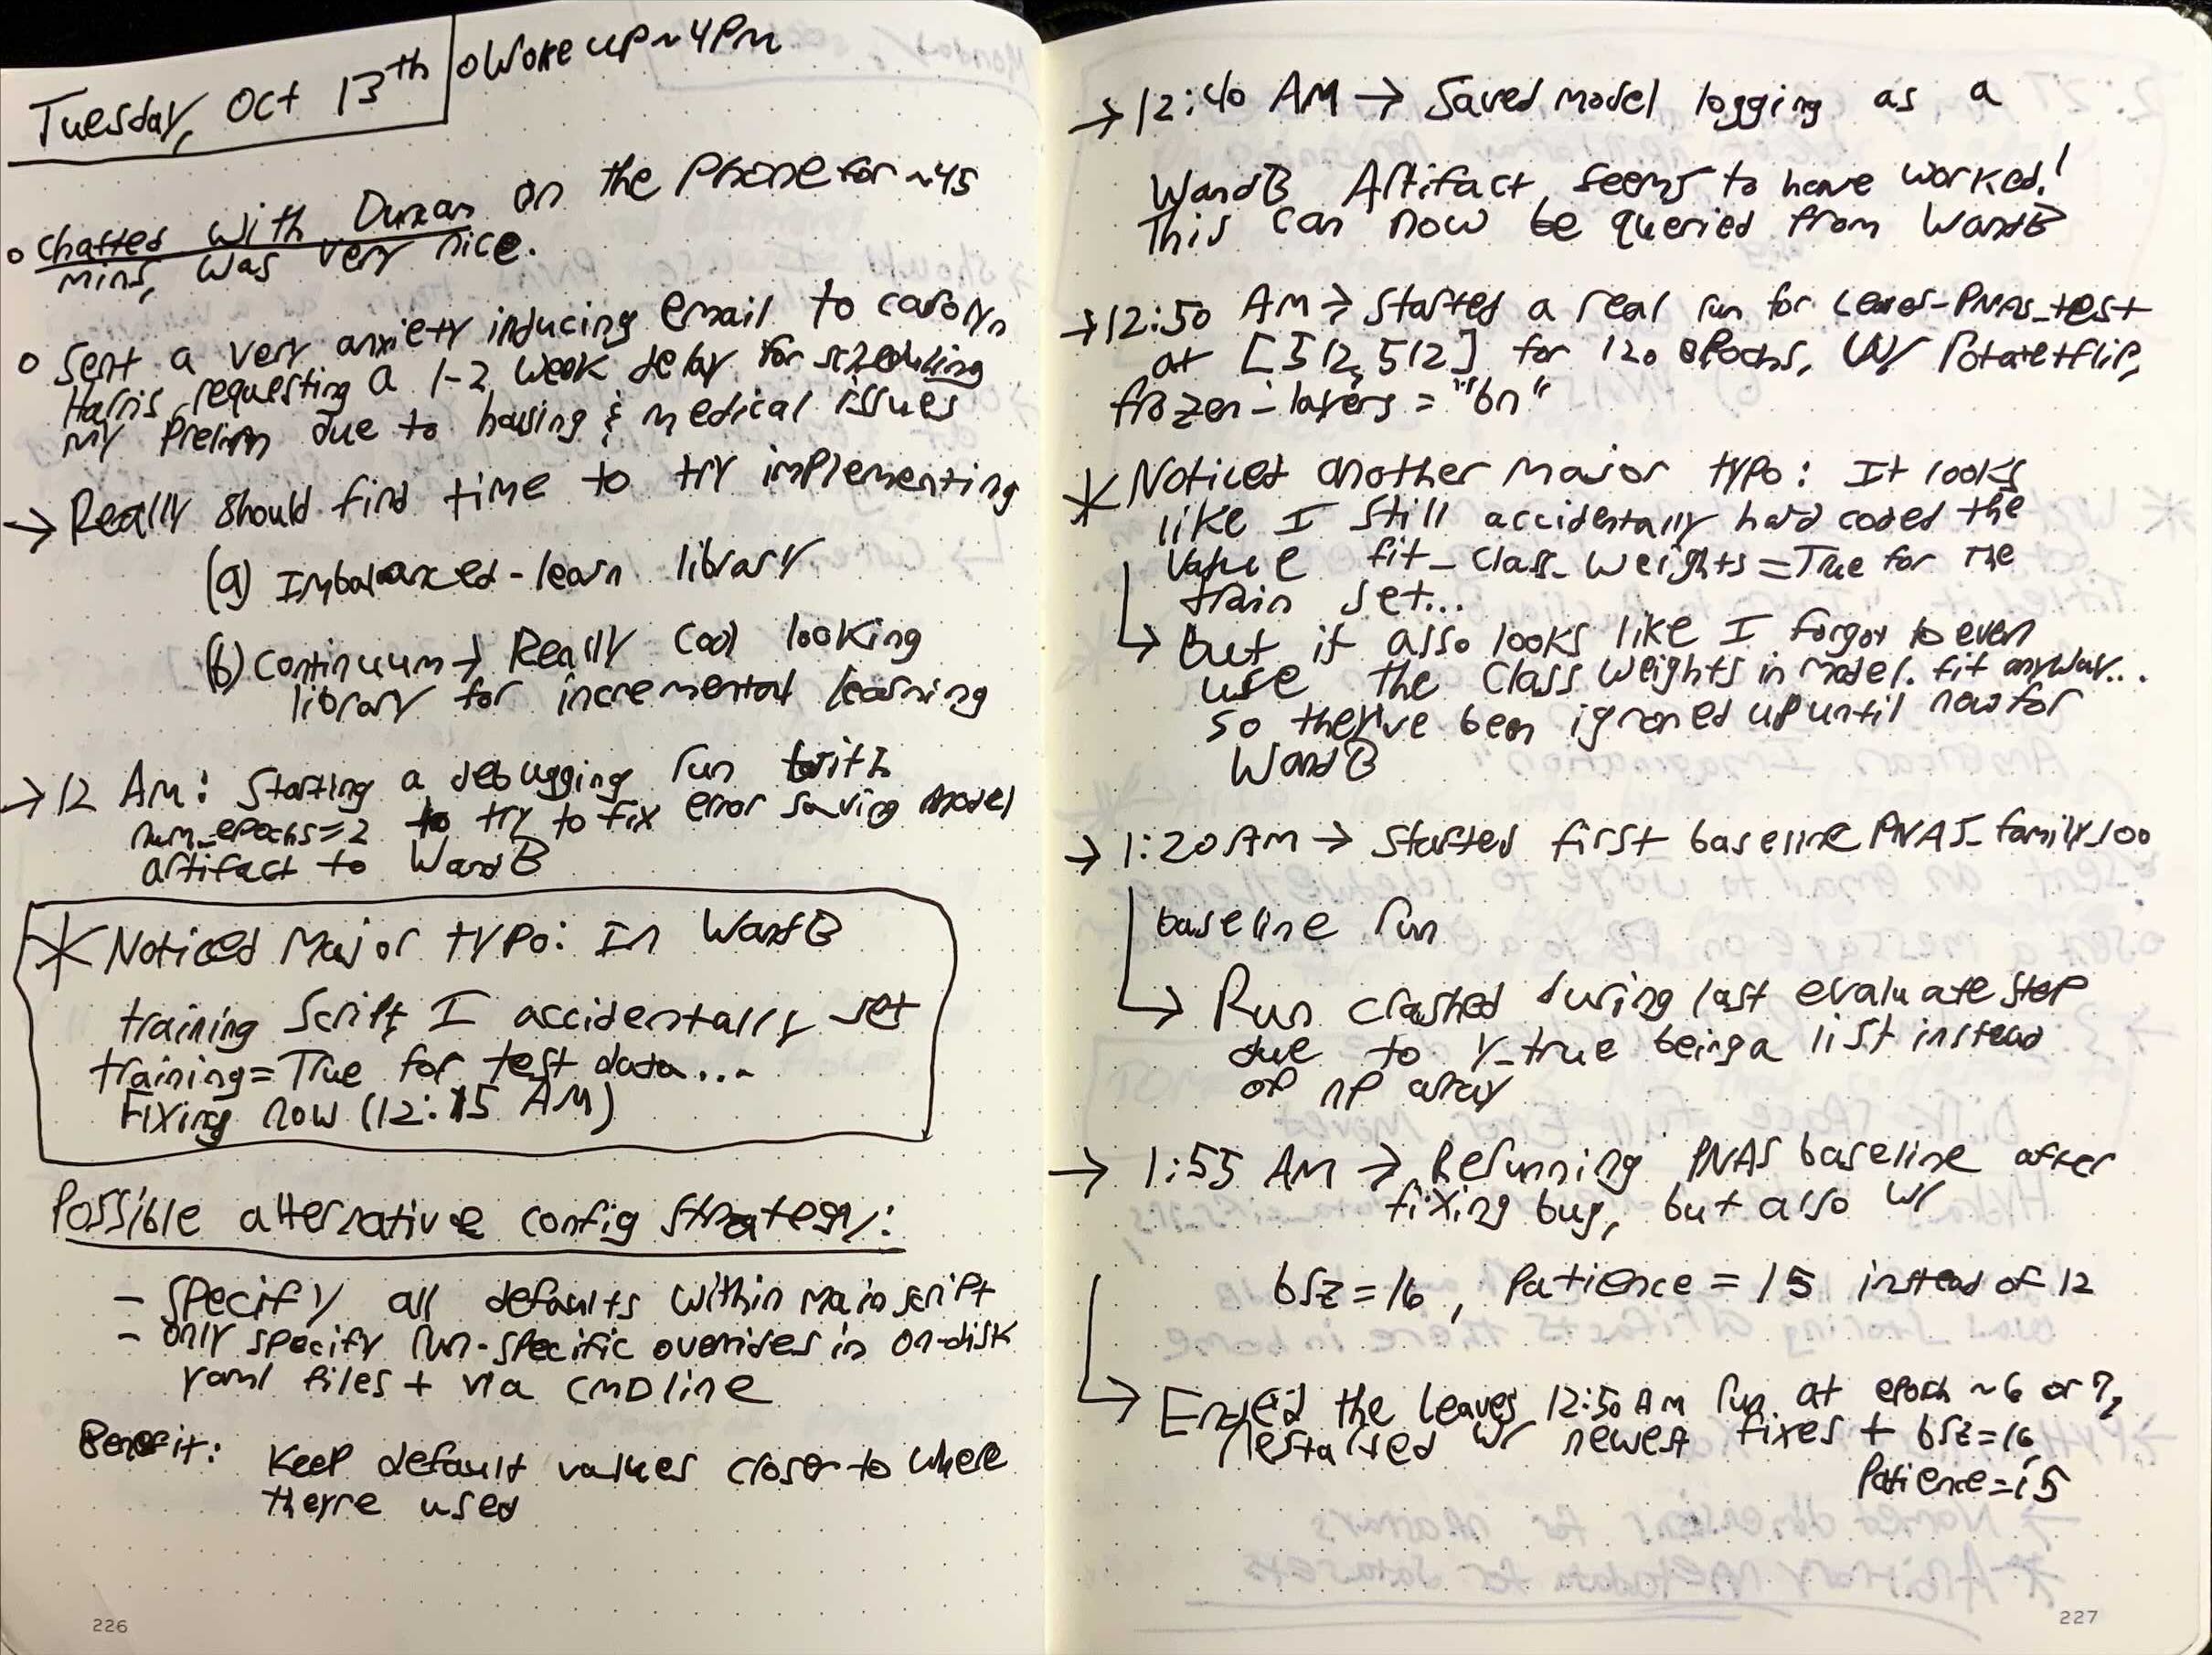 Tuesday, Oct 13th
o Woke up ~4PM
o Chatted with Duncan on the Phone for ~45
mins, was very nice.
o Sent a very anxiety inducing email to Carolyn
Harris requesting a 1-2 week delay for scheduling
my Prelim due to housing & medical issues
→ Really should find time to try implementing
(a) Imbalanced-learn library
(b) Continuum → Really cool looking
library for incremental learning
→ 12 AM: Starting a debugging run with
num_epochs=2 to try to fix error saving model
artifact to WandB
* Noticed Major typo: In WandB
training script, I accidentally set
training=True for test data...
Fixing now (12:15 AM)
Possible alternative config strategy:
- Specify all defaults within main script
- only specify run-specific overrides in on-disk
yaml files + via CMD line
Benefit: Keep default values closer to where
theyre used
226
→ 12:40 AM → Saved model logging as a
WandB Artifact seems to have worked!
This can now be queried from WandB
→ 12:50 AM → Started a real run for Leaves-PNAS_test
at [512,512] for 120 epochs, w/ rotate+flip,
frozen-layers = "bn"
* Noticed another major typo: It looks
like I still accidentally hard coded the
value fit_class_weights=True for the
train set...
↳ But it also looks like I forgot to even
use the class weights in model.fit anyway...
so they've been ignored up until now for
WandB
→ 1:20 AM → Started first baseline PNAS_family_100
baseline run
↳ Run crashed during last evaluate step
due to y_true being a list instead
of np array
→ 1:55 AM → Rerunning PNAS baseline after
fixing bug, but also w/
bsz=16, Patience = 15 instead of 12
↳ Ended the leaves 12:50 AM run at epoch ~6 or 7,
restarted w/ newest fixes + bsz=16,
Patience=15
227